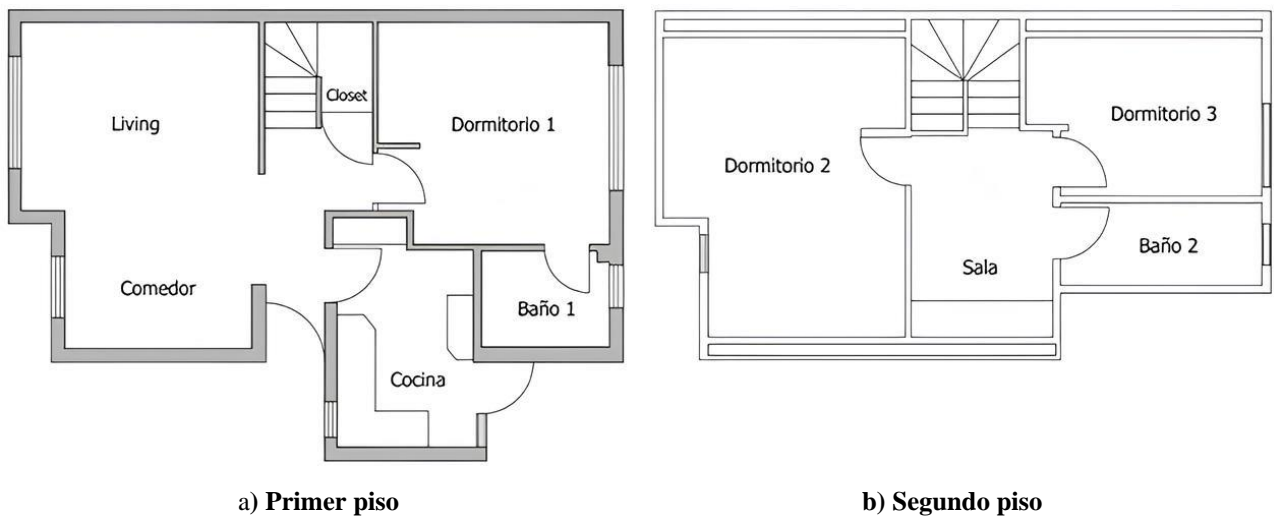 Closet
Living
Dormitorio 1
Comedor
Baño 1
Cocina
Dormitorio 3
Dormitorio 2
Baño 2
Sala
a) Primer piso
b) Segundo piso